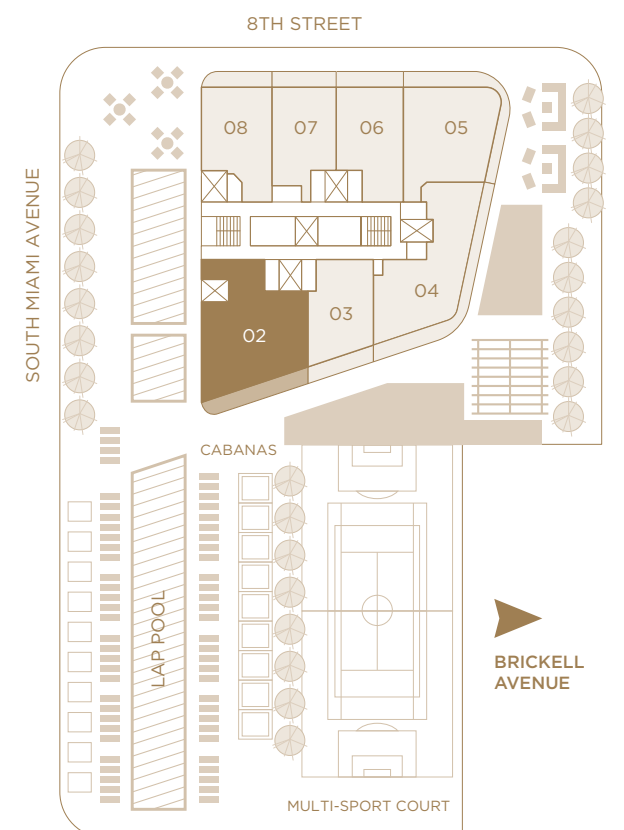 8TH STREET
08
07
06
05
SOUTH MIAMI AVENUE
04
03
02
CABANAS
LAP POOL
BRICKELL
AVENUE
MULTI-SPORT COURT